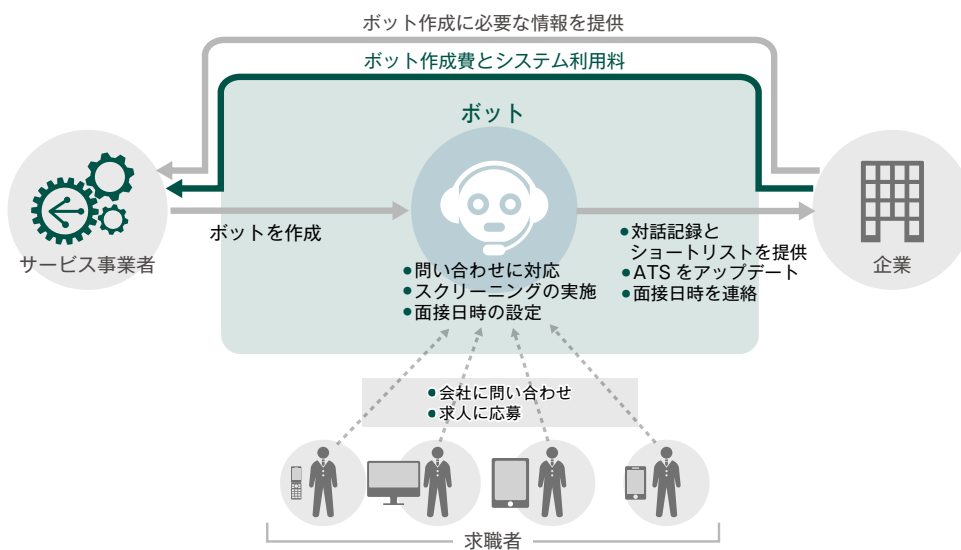 ボット作成に必要な情報を提供
ボット作成費とシステム利用料
ボット
サービス事業者
ボットを作成
●問い合わせに対応
●スクリーニングの実施
●面接日時の設定
●対話記録と
ショートリストを提供
●ATSをアップデート
●面接日時を連絡
企業
●会社に問い合わせ
●求人に応募
求職者